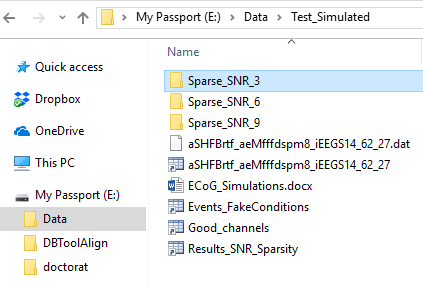 My Passport (E:) > Data > Test_Simulated
Name
Quick access
Dropbox
OneDrive
This PC
My Passport (E:)
Data
DBToolAlign
doctorat
Sparse_SNR_3
Sparse_SNR_6
Sparse_SNR_9
aSHFBrtf_aeMfffdspm8_iEEGS14_62_27.dat
aSHFBrtf_aeMfffdspm8_iEEGS14_62_27
ECoG_Simulations.docx
Events_FakeConditions
Good_channels
Results_SNR_Sparsity